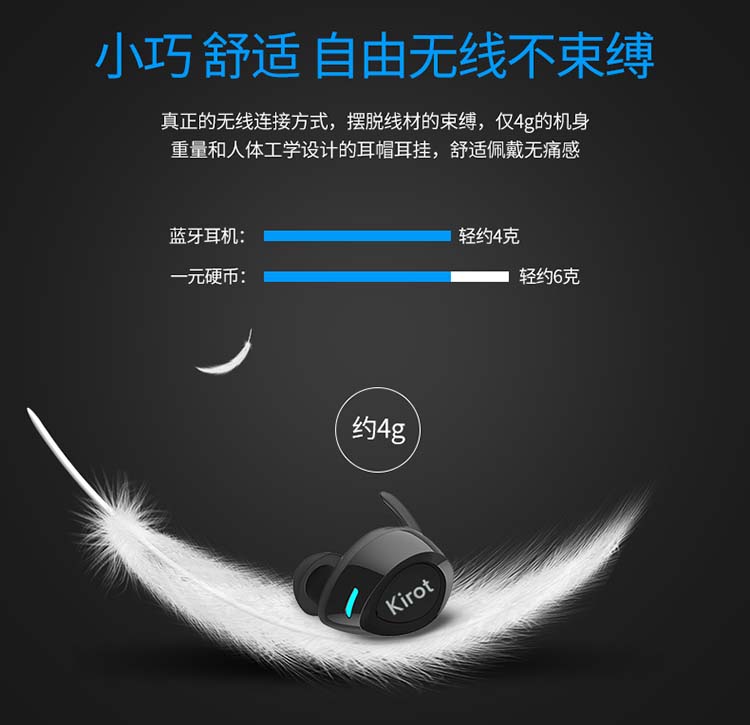 小巧 舒适 自由无线不束缚
真正的无线连接方式，摆脱线材的束缚，仅4g的机身
重量和人体工学设计的耳帽耳挂，舒适佩戴无痛感
蓝牙耳机： 轻约4克
一元硬币： 轻约6克
约4g
Kirot